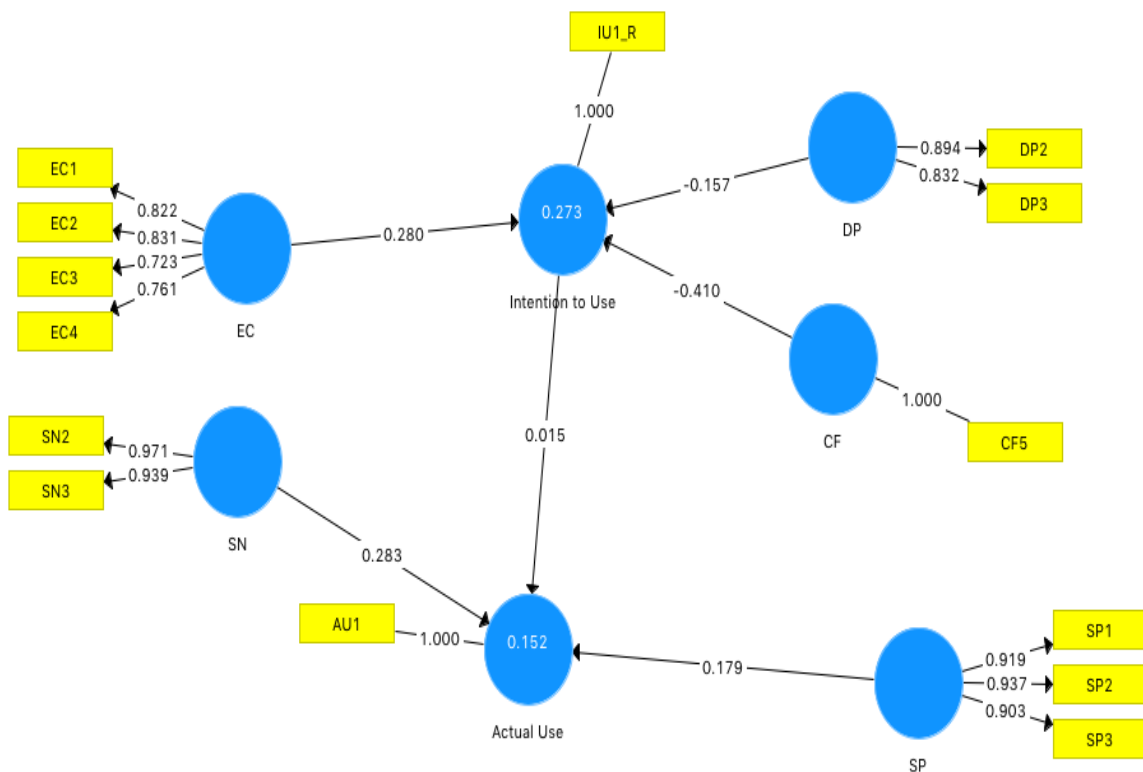 IU1_R
1.000
EC1
EC2
EC3
EC4
0.822
0.831
0.723
0.761
EC
0.280
0.273
Intention to Use
-0.157
DP
0.894
0.832
DP2
DP3
-0.410
CF
1.000
CF5
0.015
SN2
SN3
0.971
0.939
SN
0.283
AU1
1.000
0.152
Actual Use
0.179
SP
0.919
0.937
0.903
SP1
SP2
SP3